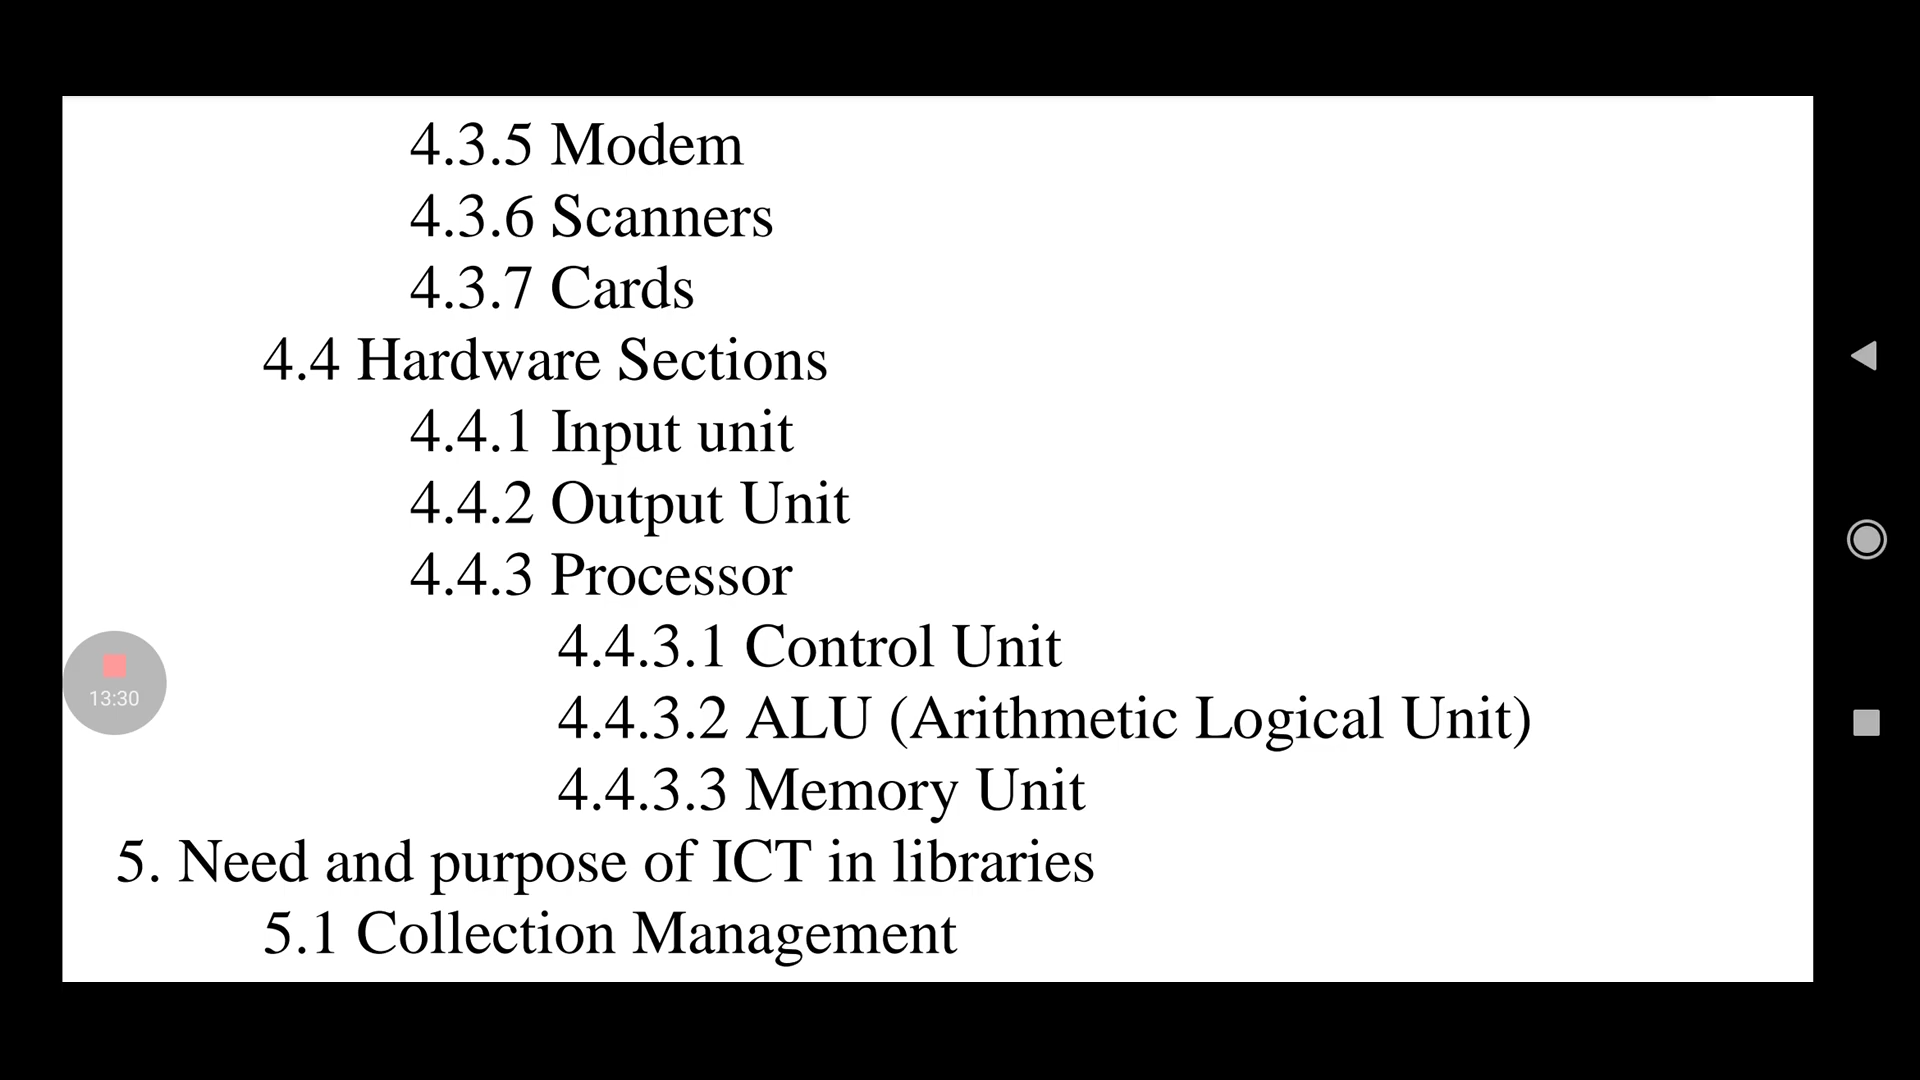 4.3.5 Modem
4.3.6 Scanners
4.3.7 Cards
4.4 Hardware Sections
4.4.1 Input unit
4.4.2 Output Unit
4.4.3 Processor
4.4.3.1 Control Unit
13:30
4.4.3.2 ALU (Arithmetic Logical Unit)
4.4.3.3 Memory Unit
5. Need and purpose of ICT in libraries
5.1 Collection Management